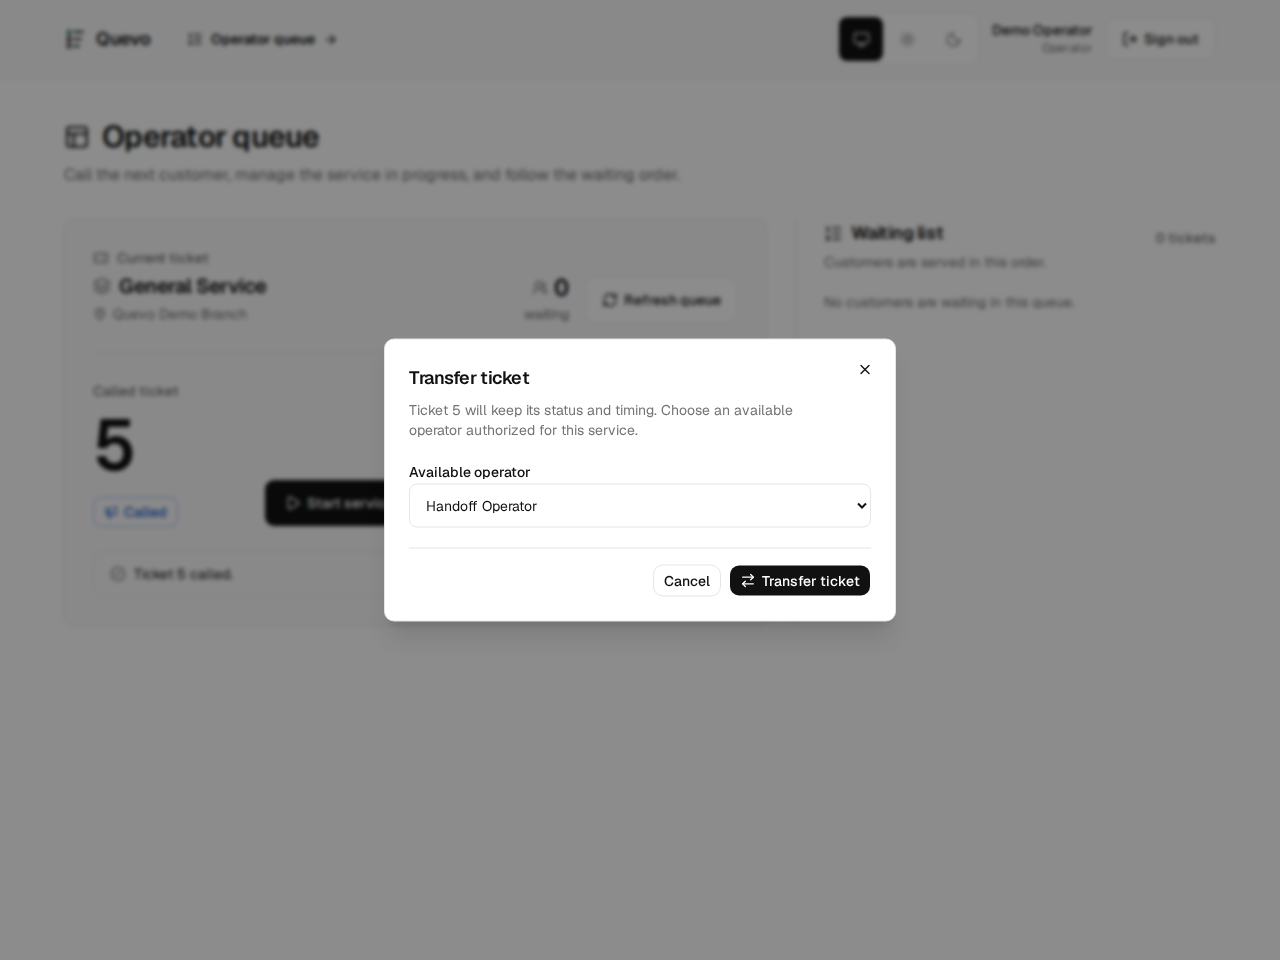 Quevo
Operator queue
Demo Operator
Operator
Sign out
Operator queue
Call the next customer, manage the service in progress, and follow the waiting order.
Current ticket
General Service
Quevo Demo Branch
0
waiting
Refresh queue
Called ticket
5
Called
Start servic
Ticket 5 called.
Waiting list
0 tickets
Customers are served in this order.
No customers are waiting in this queue.
Transfer ticket
Ticket 5 will keep its status and timing. Choose an available
operator authorized for this service.
Available operator
Handoff Operator
Cancel
Transfer ticket